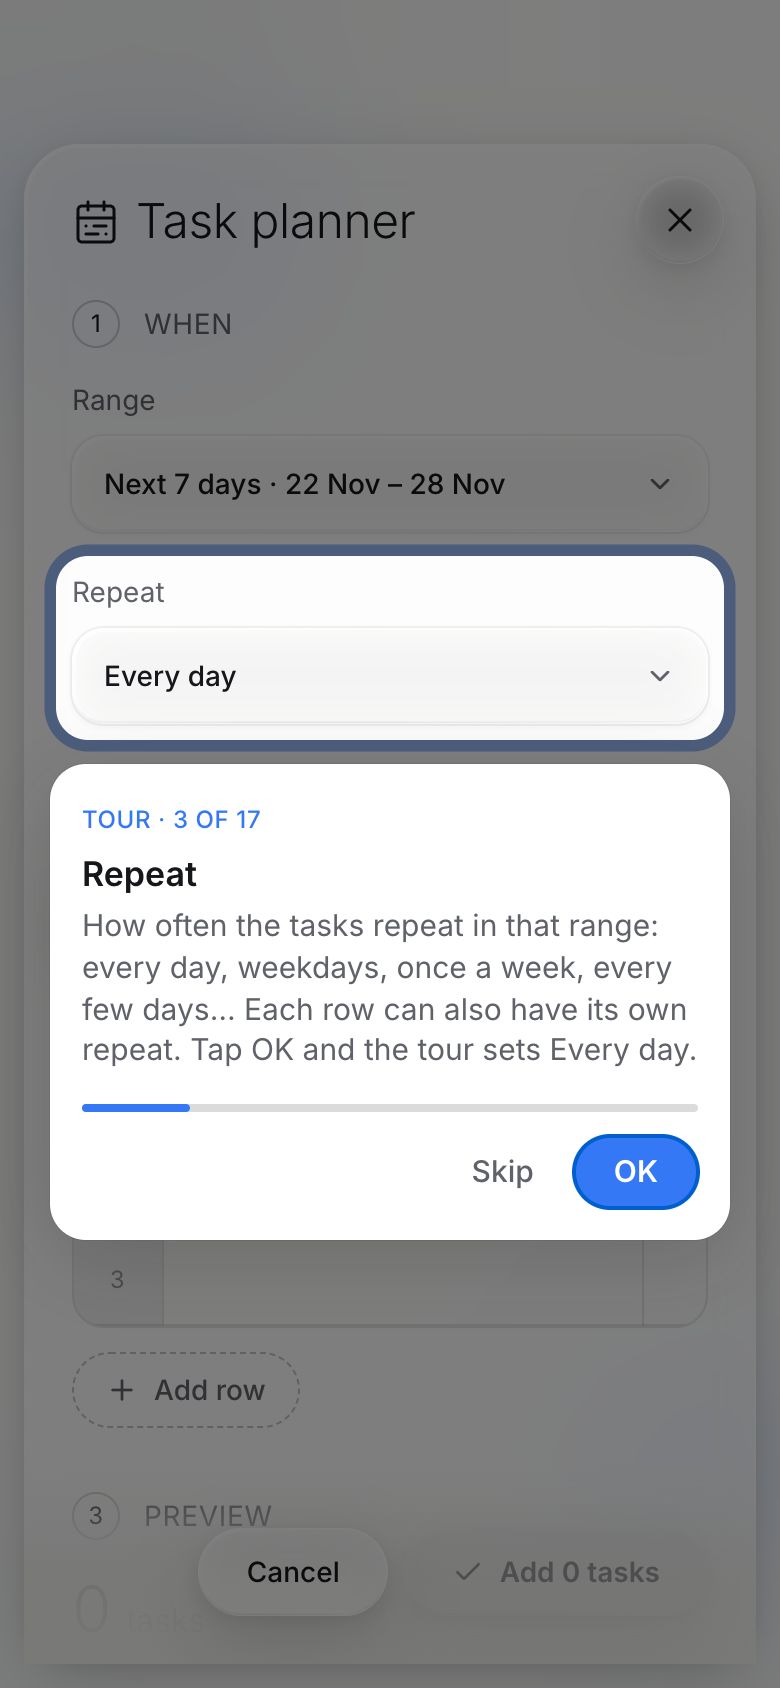 Task planner
1 WHEN
Range
Next 7 days · 22 Nov – 28 Nov
Repeat
Every day
TOUR · 3 OF 17
Repeat
How often the tasks repeat in that range:
every day, weekdays, once a week, every
few days... Each row can also have its own
repeat. Tap OK and the tour sets Every day.
Skip OK
3
+ Add row
3 PREVIEW
Cancel Add 0 tasks
0 tasks